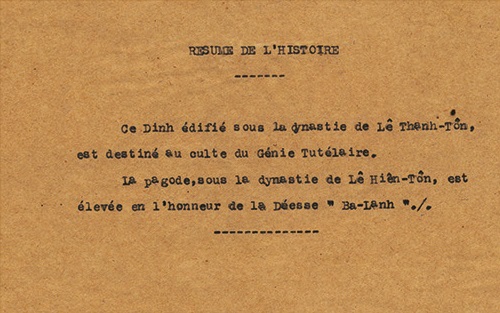 RESUME DE L'HISTOIRE
-------
Ce Dinh édifié sous la dynastie de Lê Thanh-Tôn,
est destiné au culte du Génie Tutélaire.
La pagode,sous la dynastie de Lê Hiên-Tôn, est
élevée en l'honneur de la Déesse " Ba-Lanh "./.
--------------